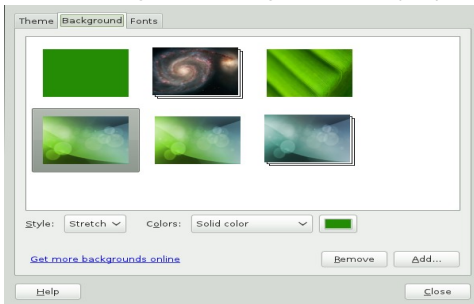 Theme Background Fonts
Style: Stretch Colors: Solid color
Get more backgrounds online Remove Add...
Help Close